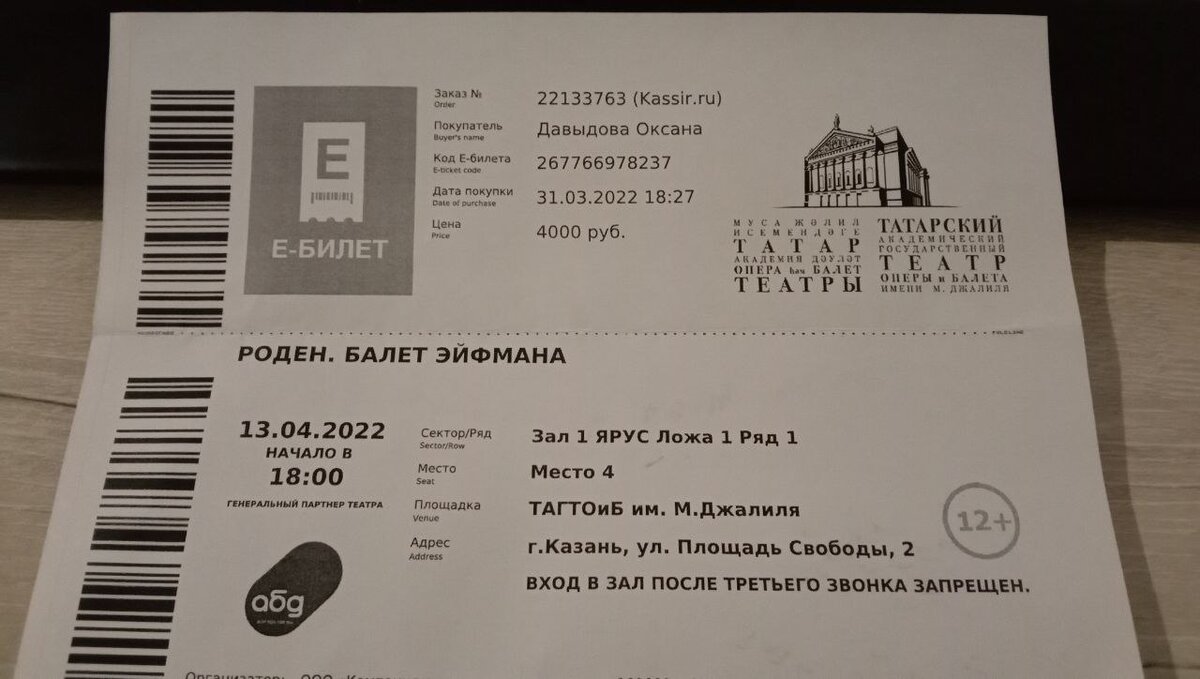 Заказ № 22133763 (Kassir.ru)
Order
Покупатель Давыдова Оксана
Buyer's name
Код Е-билета 267766978237
E-ticket code
Дата покупки 31.03.2022 18:27
Date of purchase
Цена 4000 руб.
Price
Е
Е-БИЛЕТ
МУСА ҖӘЛИЛ
ИСЕМЕНДӘГЕ
ТАТАР
АКАДЕМИЯ ДӘҮЛӘТ
ОПЕРА һәм БАЛЕТ
ТЕАТРЫ
ТАТАРСКИЙ
АКАДЕМИЧЕСКИЙ
ГОСУДАРСТВЕННЫЙ
ТЕАТР
ОПЕРЫ и БАЛЕТА
ИМЕНИ М. ДЖАЛИЛЯ
РОДЕН. БАЛЕТ ЭЙФМАНА
13.04.2022
НАЧАЛО В
18:00
ГЕНЕРАЛЬНЫЙ ПАРТНЕР ТЕАТРА
абд
Сектор/Ряд Зал 1 ЯРУС Ложа 1 Ряд 1
Sector/Row
Место Место 4
Seat
Площадка ТАГТОиБ им. М.Джалиля
Venue
Адрес г.Казань, ул. Площадь Свободы, 2
Address
ВХОД В ЗАЛ ПОСЛЕ ТРЕТЬЕГО ЗВОНКА ЗАПРЕЩЕН.
12+